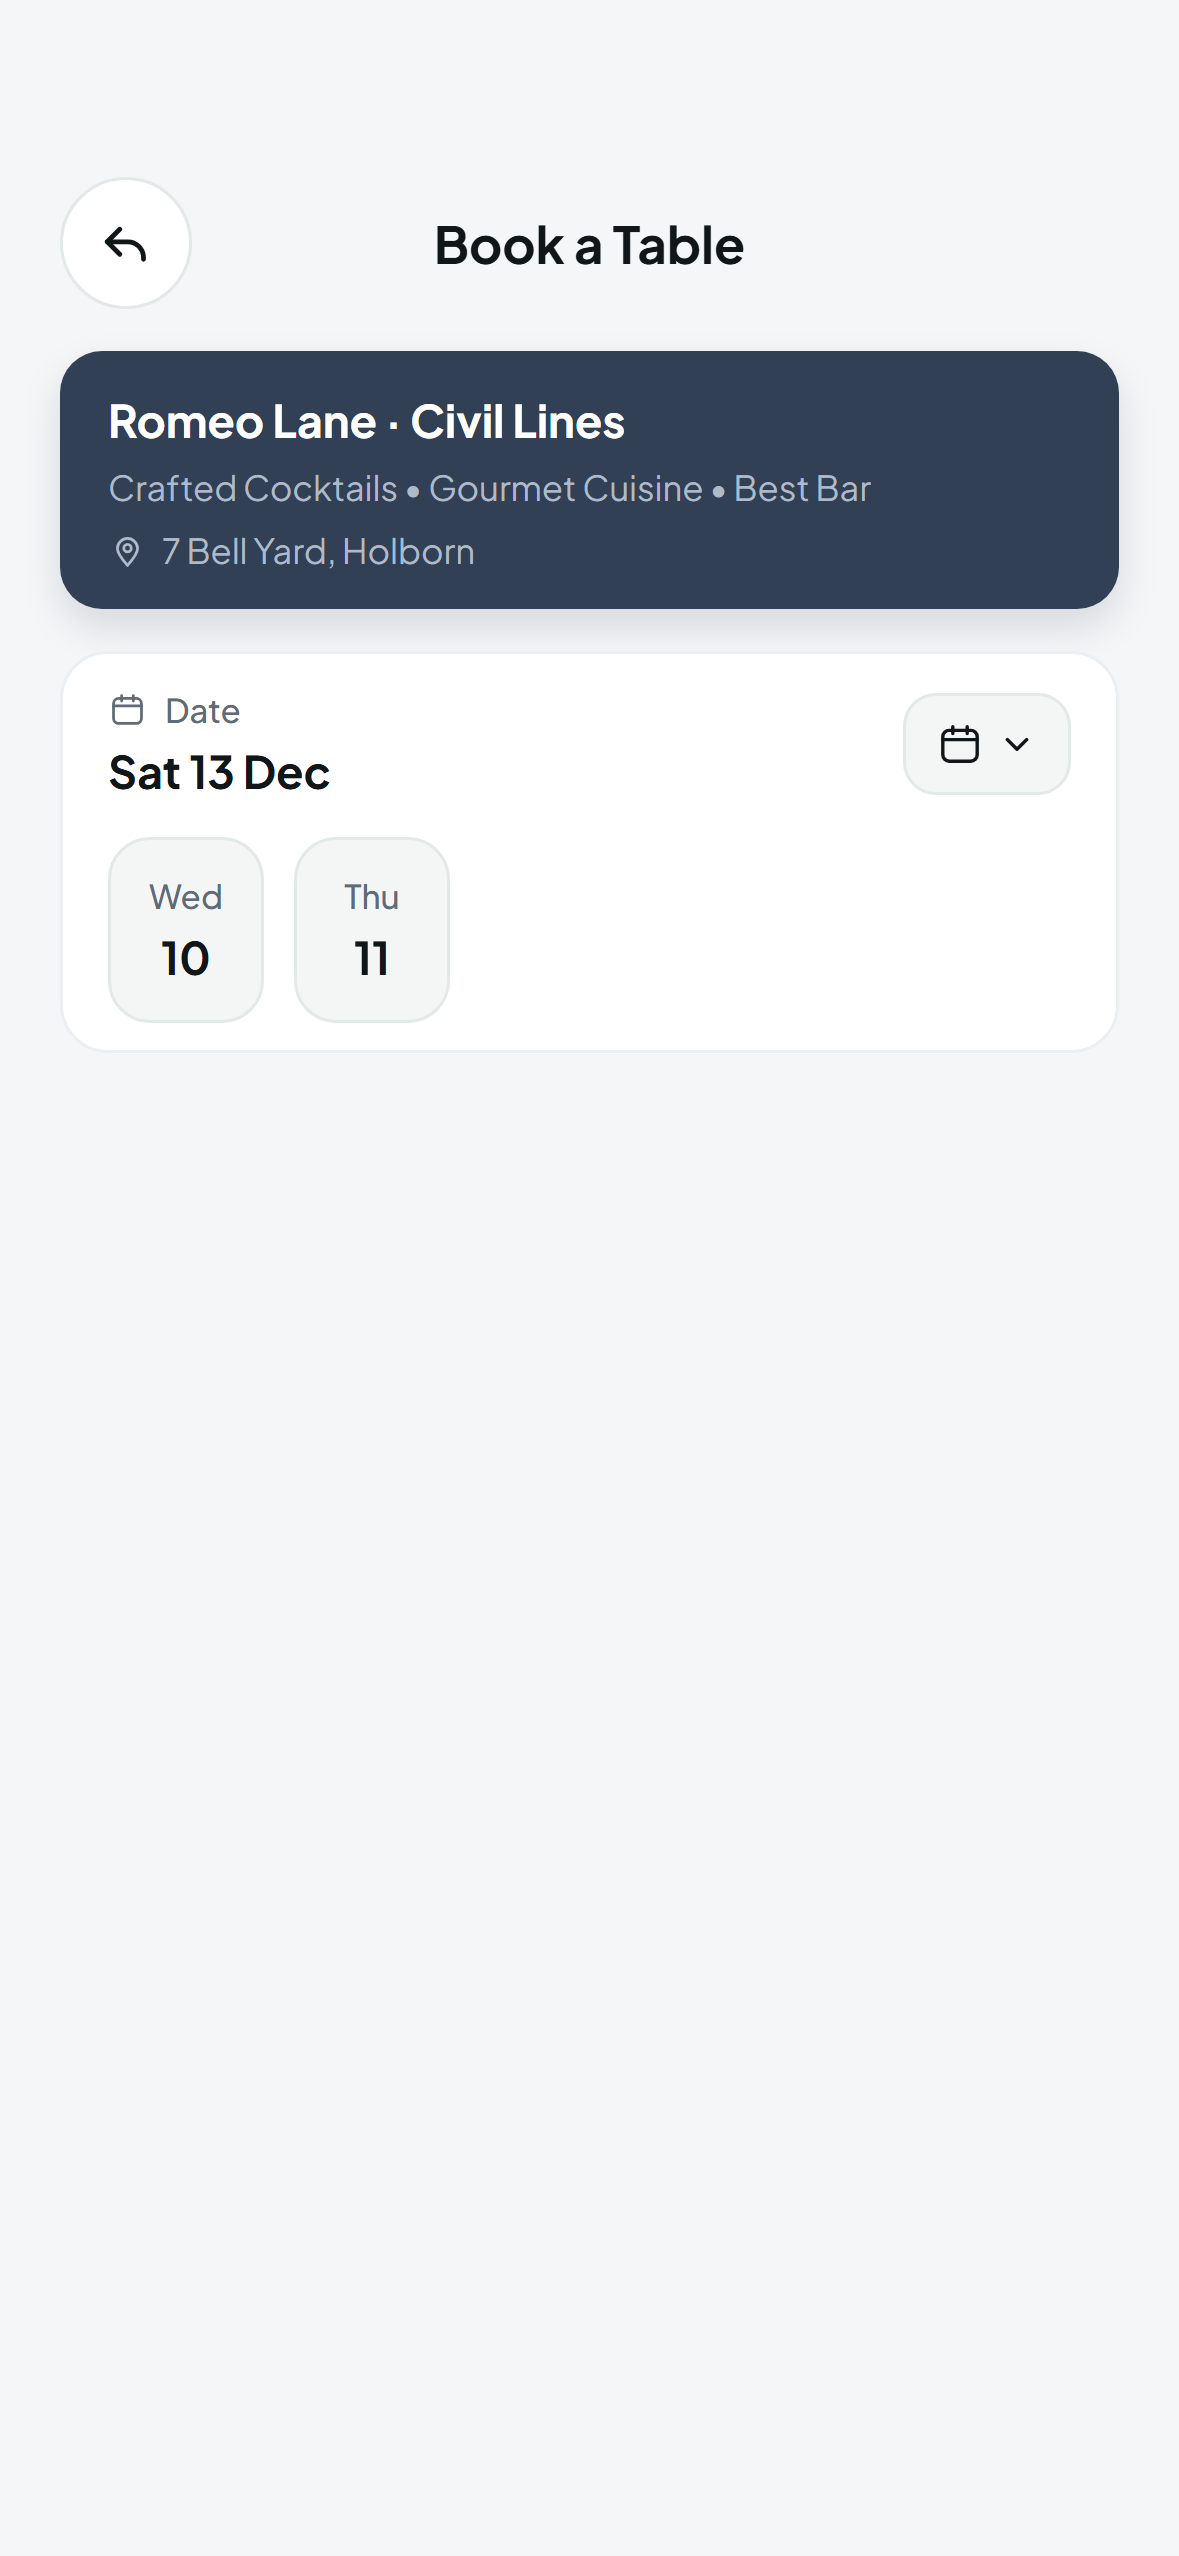 Book a Table
Romeo Lane · Civil Lines
Crafted Cocktails • Gourmet Cuisine • Best Bar
7 Bell Yard, Holborn
Date
Sat 13 Dec
Wed
10
Thu
11